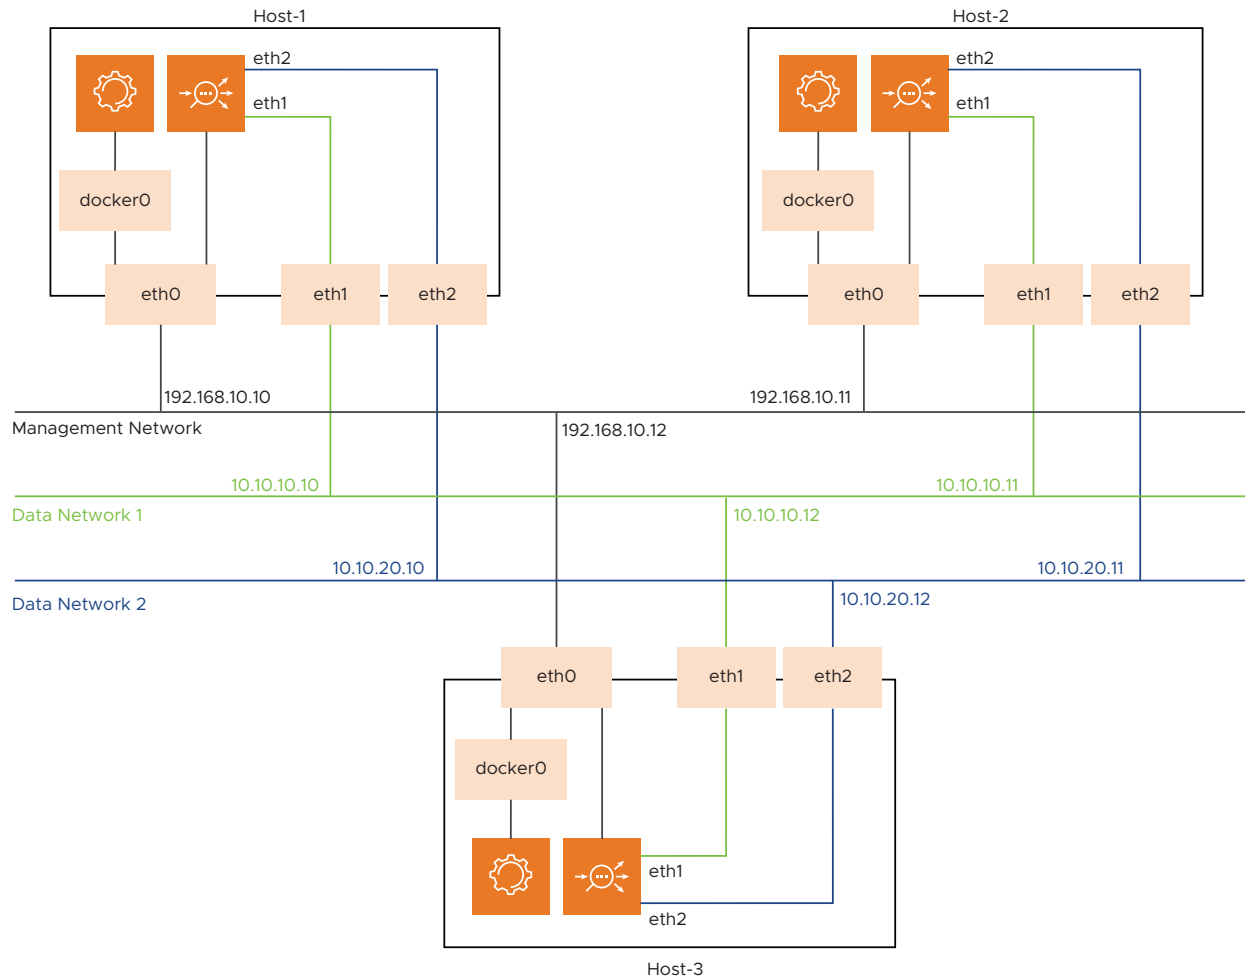 Host-1
Host-2
eth2
eth1
docker0
eth0
eth1
eth2
eth2
eth1
docker0
eth0
eth1
eth2
192.168.10.10
192.168.10.11
Management Network
192.168.10.12
10.10.10.10
10.10.10.11
Data Network 1
10.10.10.12
10.10.20.10
10.10.20.11
Data Network 2
10.10.20.12
eth0
eth1
eth2
docker0
eth1
eth2
Host-3